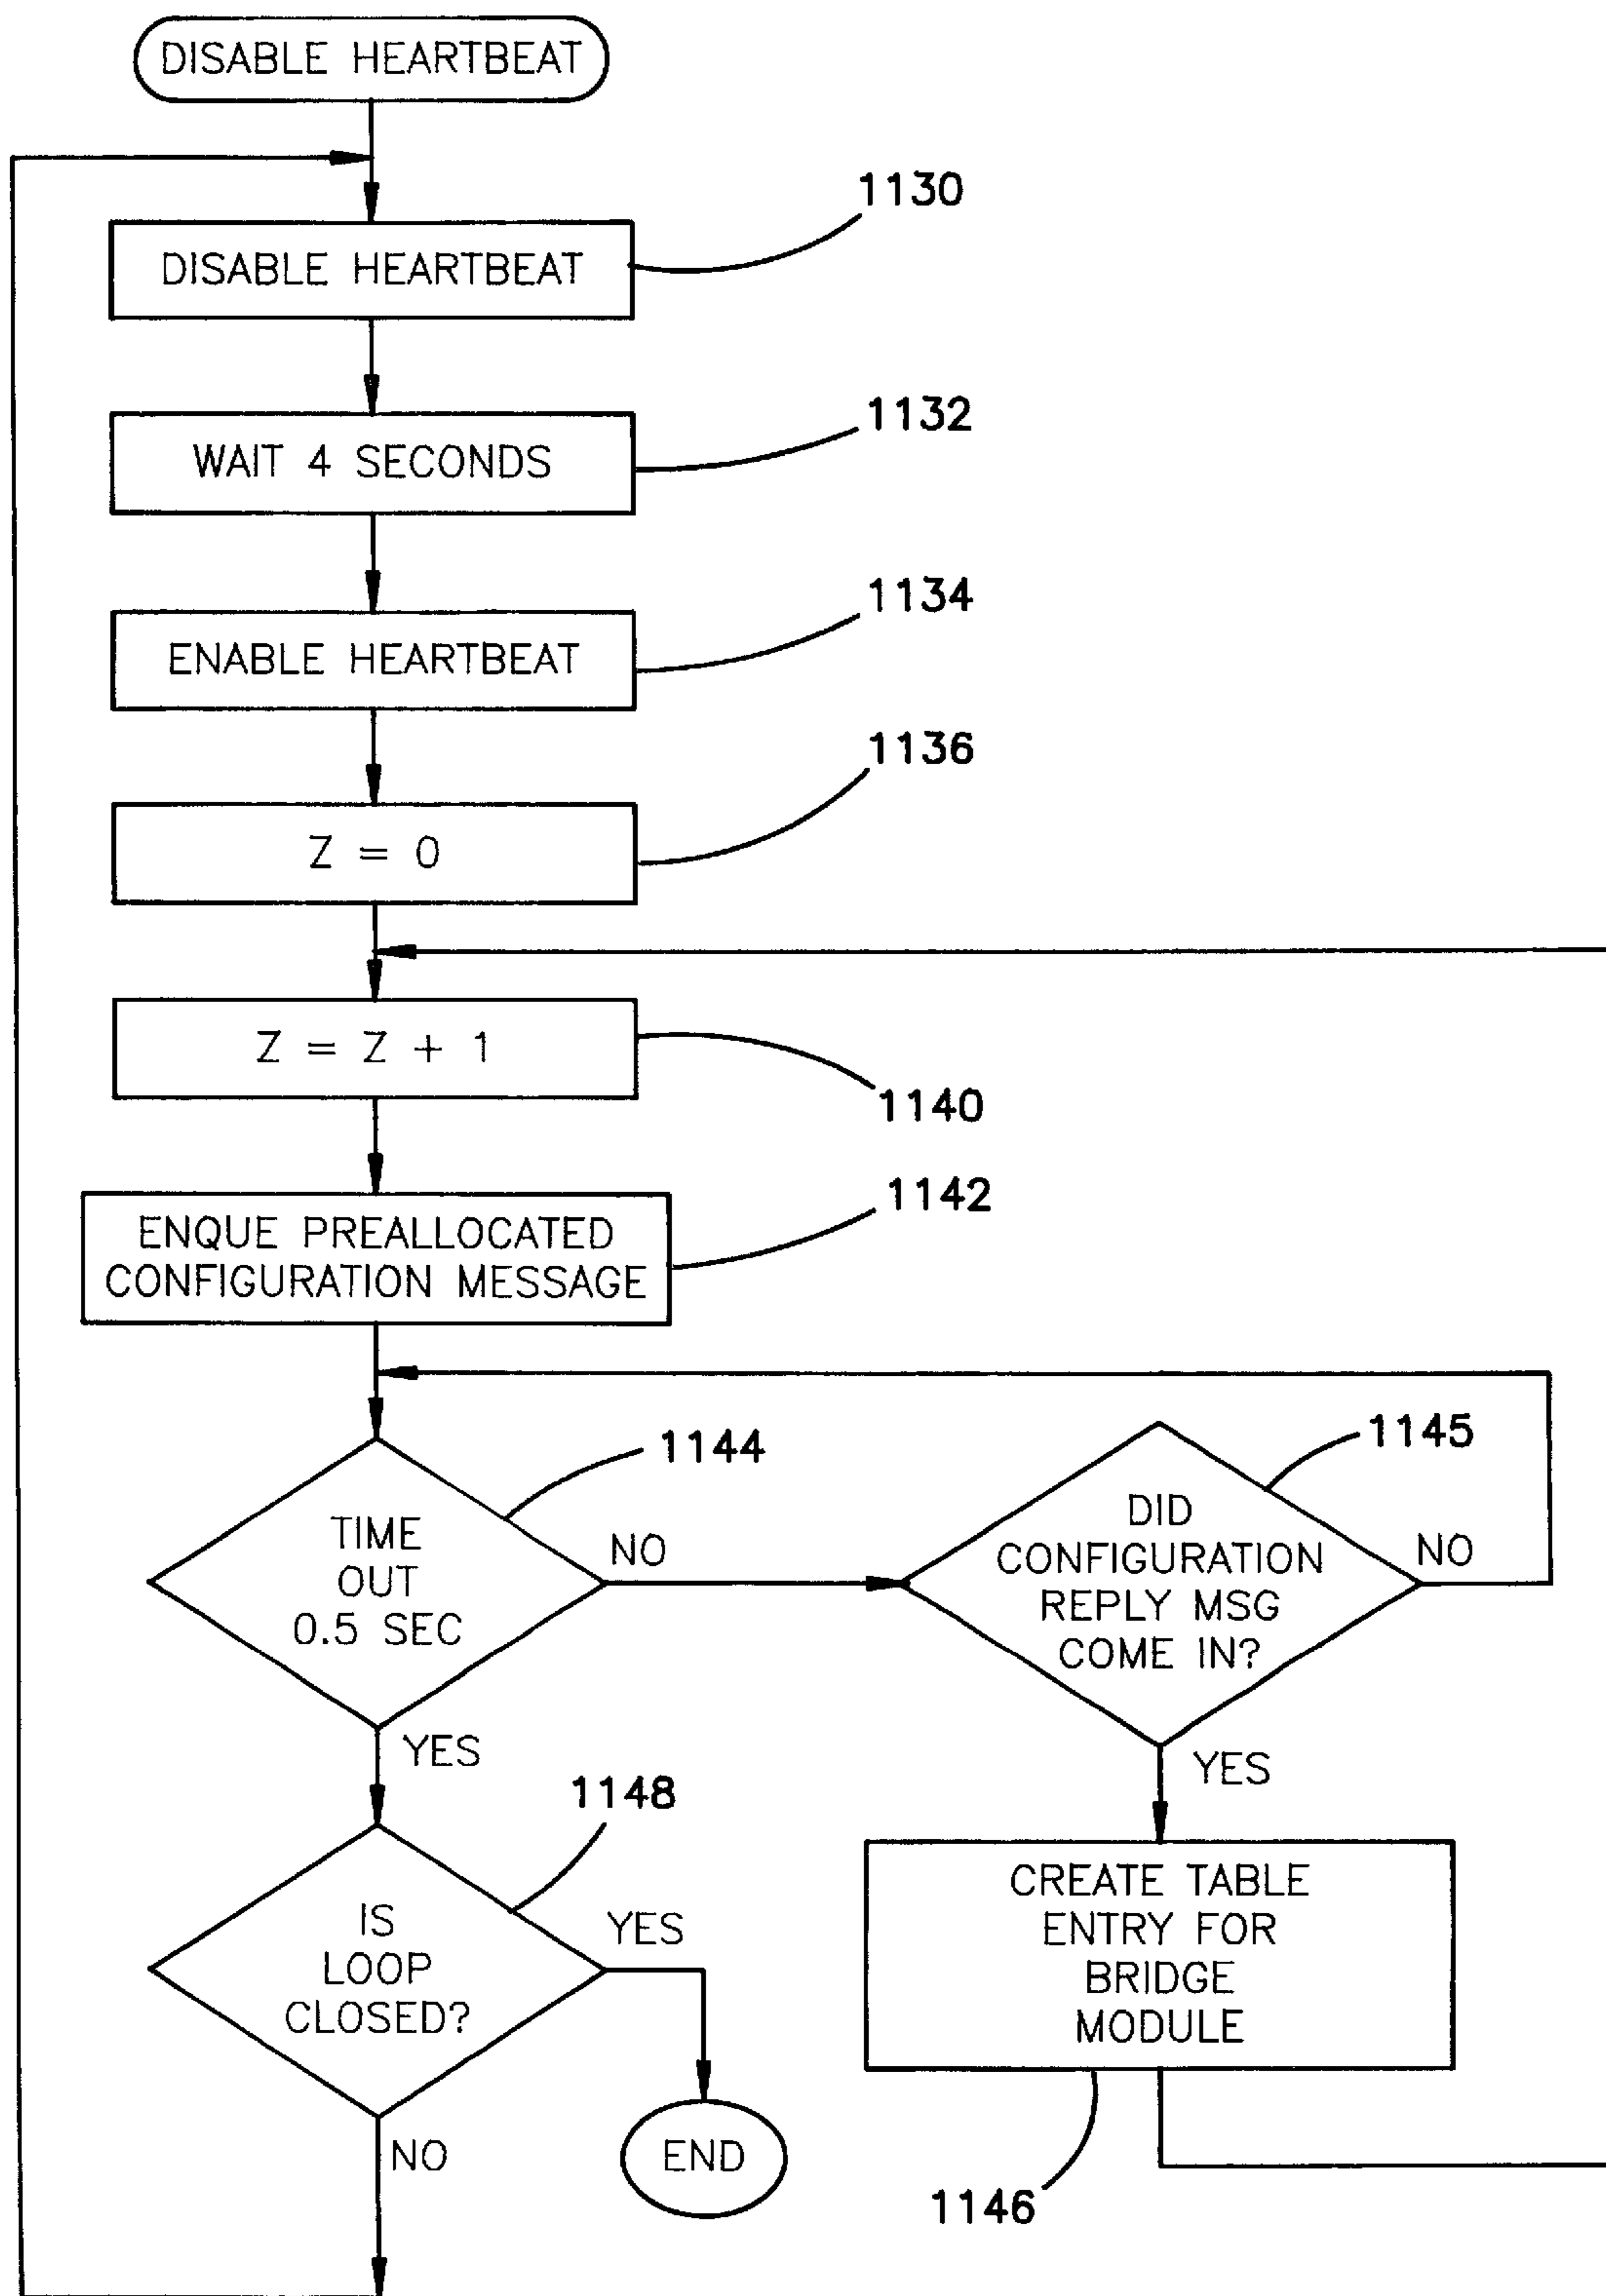 DISABLE HEARTBEAT
1130
DISABLE HEARTBEAT
1132
WAIT 4 SECONDS
1134
ENABLE HEARTBEAT
1136
Z = 0
Z = Z + 1
1140
1142
ENQUE PREALLOCATED
CONFIGURATION MESSAGE
1144
TIME
OUT
0.5 SEC
NO
YES
1145
DID
CONFIGURATION
REPLY MSG
COME IN?
NO
YES
1148
IS
LOOP
CLOSED?
YES
NO
END
CREATE TABLE
ENTRY FOR
BRIDGE
MODULE
1146